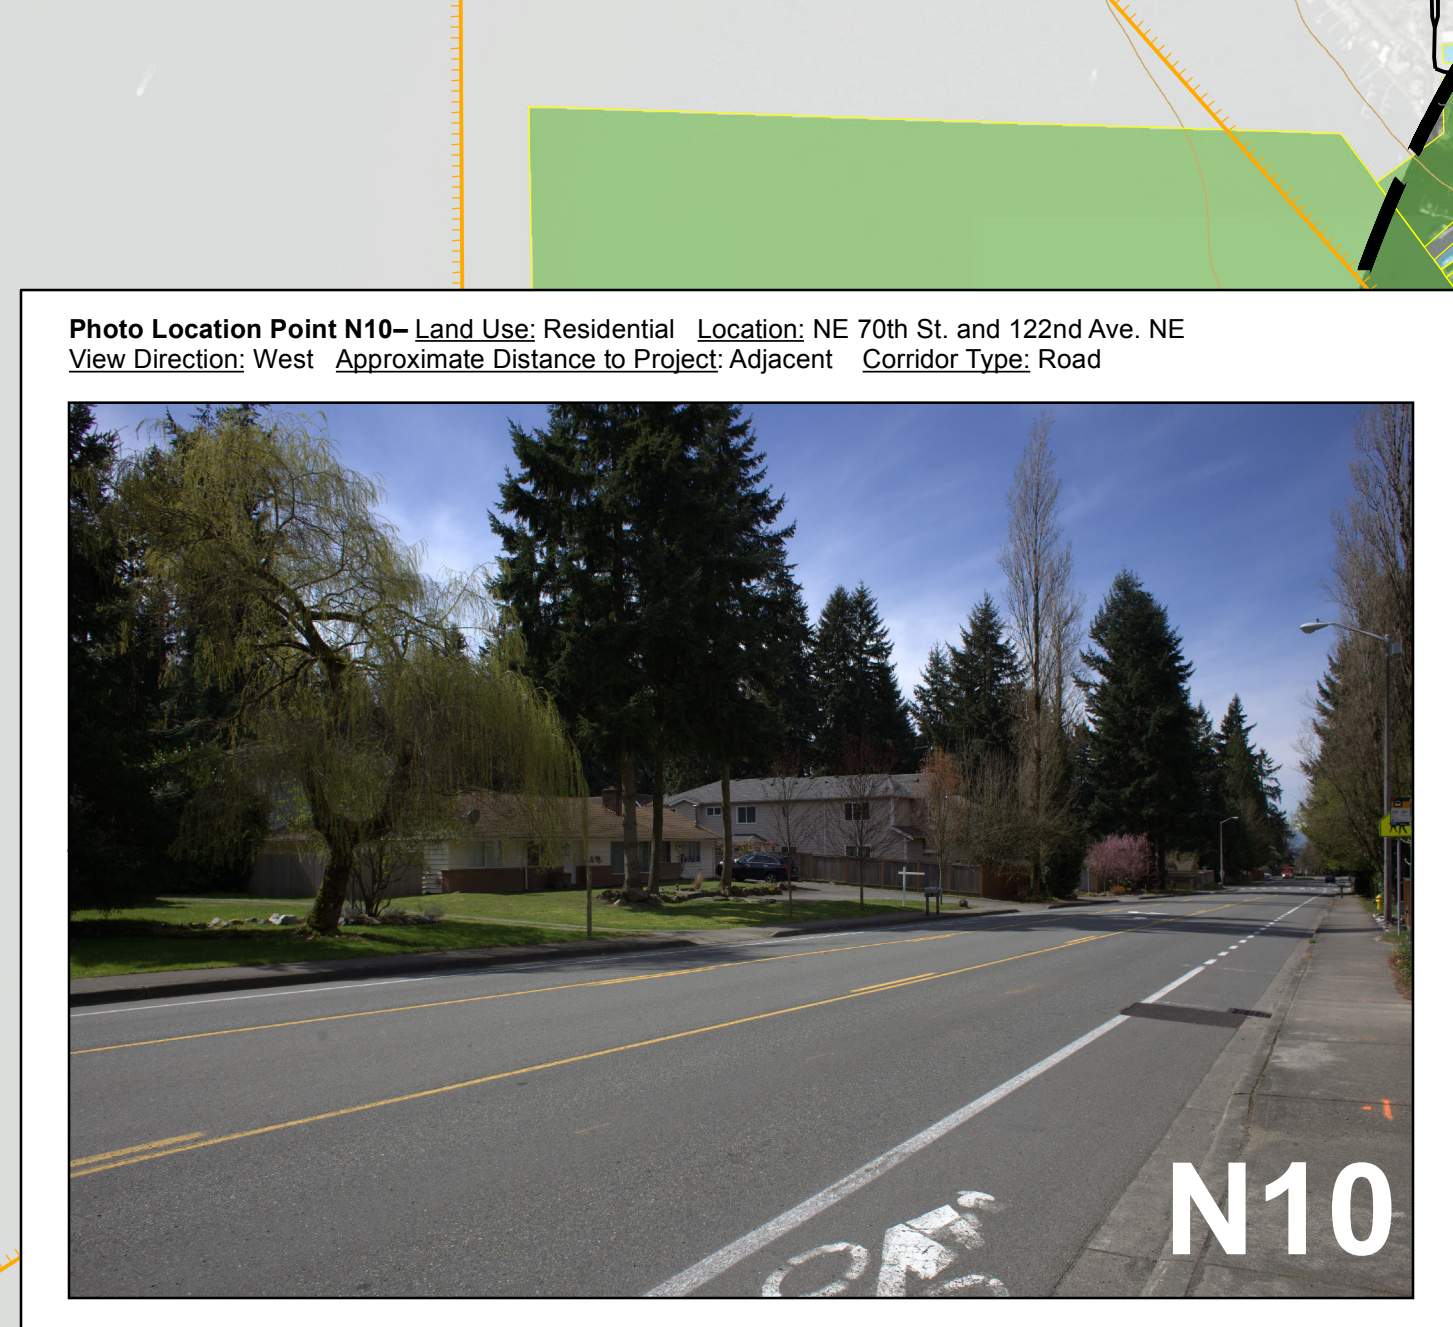 Photo Location Point N10– Land Use: Residential Location: NE 70th St. and 122nd Ave. NE
View Direction: West Approximate Distance to Project: Adjacent Corridor Type: Road
N10